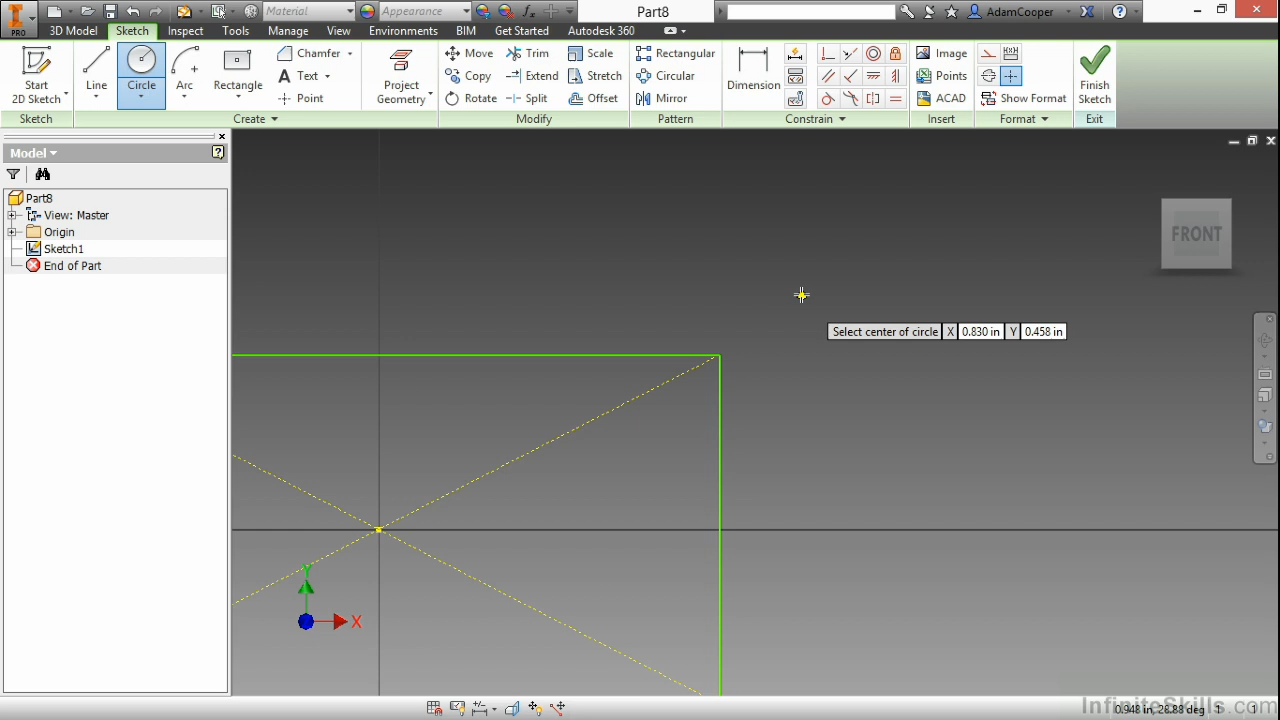 PRO
Material
Appearance
Part8
AdamCooper
3D Model
Sketch
Inspect
Tools
Manage
View
Environments
BIM
Get Started
Autodesk 360
Start
2D Sketch
Line
Circle
Arc
Rectangle
Chamfer
Text
Point
Project
Geometry
Move
Copy
Rotate
Trim
Extend
Split
Scale
Stretch
Offset
Rectangular
Circular
Mirror
Dimension
Image
Points
ACAD
Show Format
Finish
Sketch
Sketch
Create
Modify
Pattern
Constrain
Insert
Format
Exit
Model
Part8
View: Master
Origin
Sketch1
End of Part
FRONT
Select center of circle X 0.830 in Y 0.458 in
Y
X
0.948 in, 28.88 deg 1 1
InfiniteSkills.com